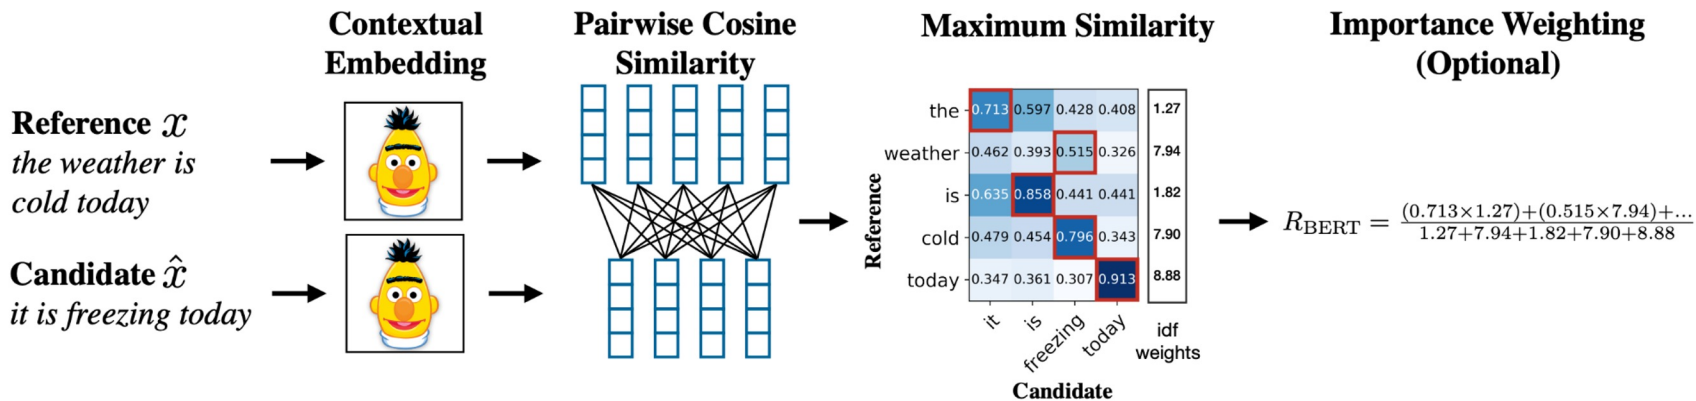 Contextual
Embedding
Pairwise Cosine
Similarity
Maximum Similarity
Importance Weighting
(Optional)
Reference x
the weather is
cold today
Candidate x̂
it is freezing today
Reference
the 0.713 0.597 0.428 0.408 1.27
weather 0.462 0.393 0.515 0.326 7.94
is 0.635 0.858 0.441 0.441 1.82
cold 0.479 0.454 0.796 0.343 7.90
today 0.347 0.361 0.307 0.913 8.88
it is freezing today
idf
weights
Candidate
R_BERT = (0.713×1.27)+(0.515×7.94)+...
1.27+7.94+1.82+7.90+8.88